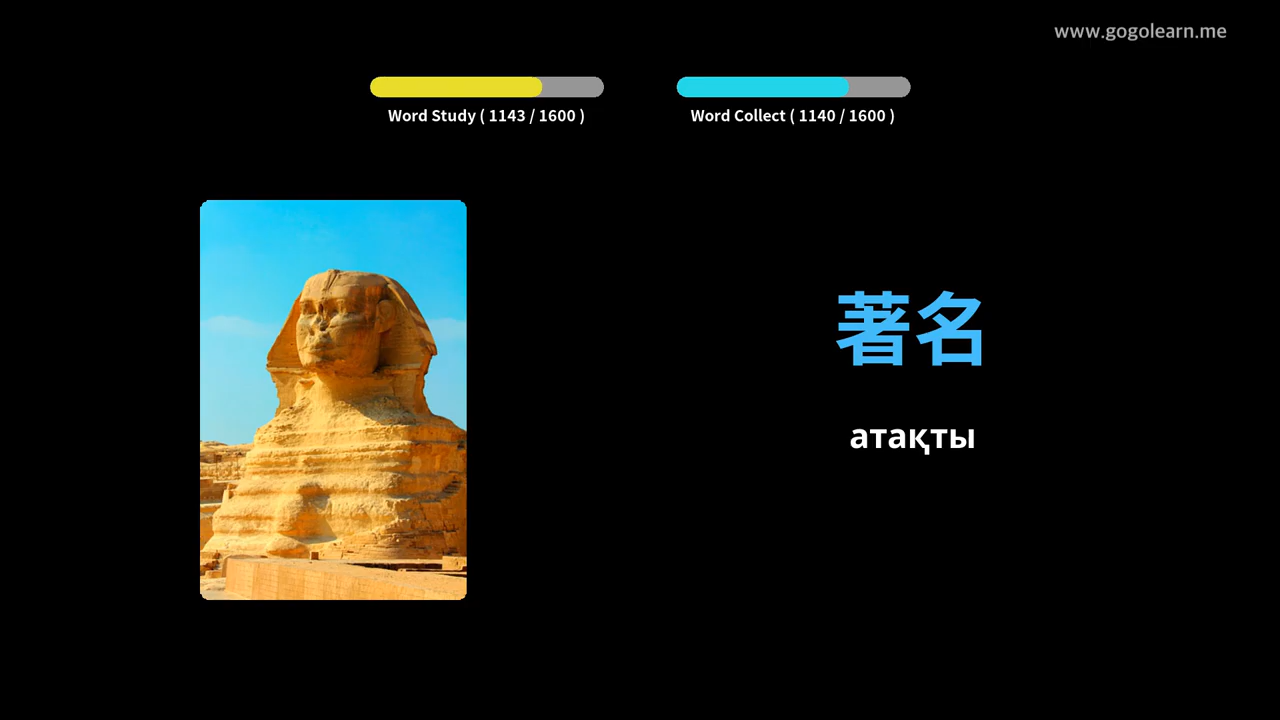 www.gogolearn.me
Word Study ( 1143 / 1600 )
Word Collect ( 1140 / 1600 )
著名
атақты